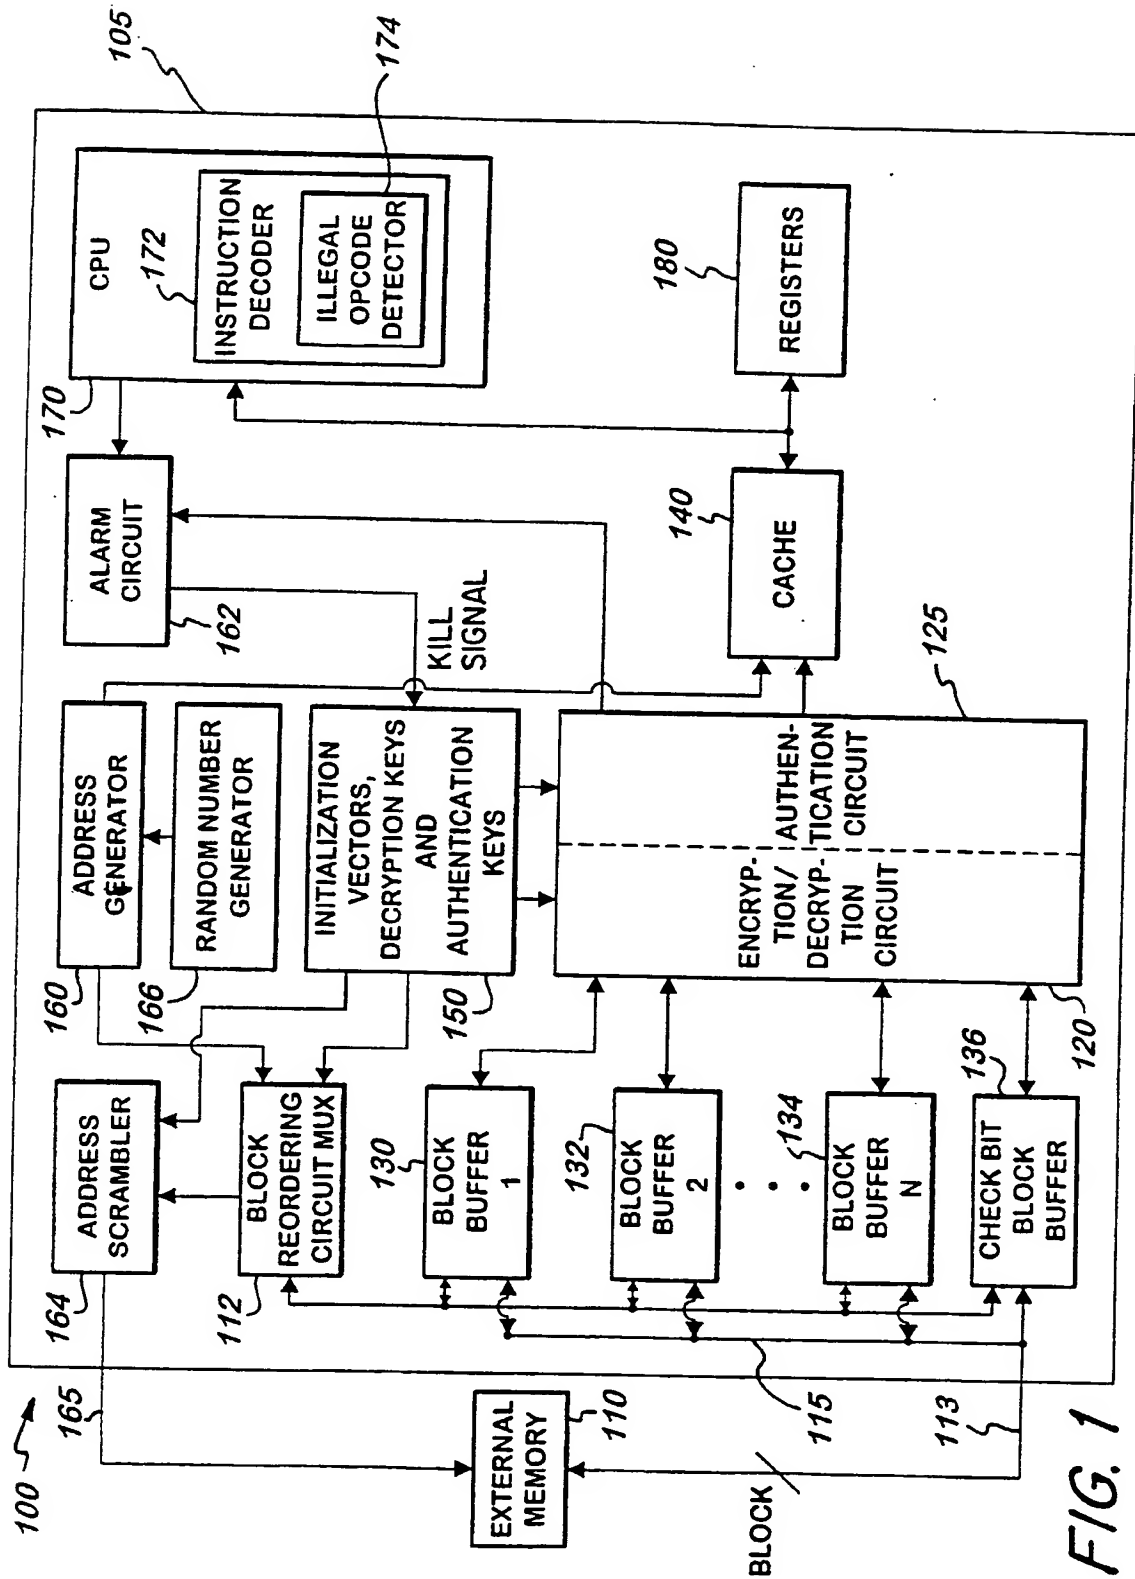 100
105
165
164
ADDRESS
SCRAMBLER
160
ADDRESS
GENERATOR
166
RANDOM NUMBER
GENERATOR
ALARM
CIRCUIT
162
170
CPU
172
INSTRUCTION
DECODER
ILLEGAL
OPCODE
DETECTOR
174
112
BLOCK
REORDERING
CIRCUIT MUX
INITIALIZATION
VECTORS,
DECRYPTION KEYS
AND
AUTHENTICATION
KEYS
150
KILL
SIGNAL
EXTERNAL
MEMORY
110
130
BLOCK
BUFFER
1
132
BLOCK
BUFFER
2
134
BLOCK
BUFFER
N
136
CHECK BIT
BLOCK
BUFFER
ENCRYP-
TION/
DECRYP-
TION
CIRCUIT
120
AUTHEN-
TICATION
CIRCUIT
125
140
CACHE
180
REGISTERS
115
113
BLOCK
FIG. 1